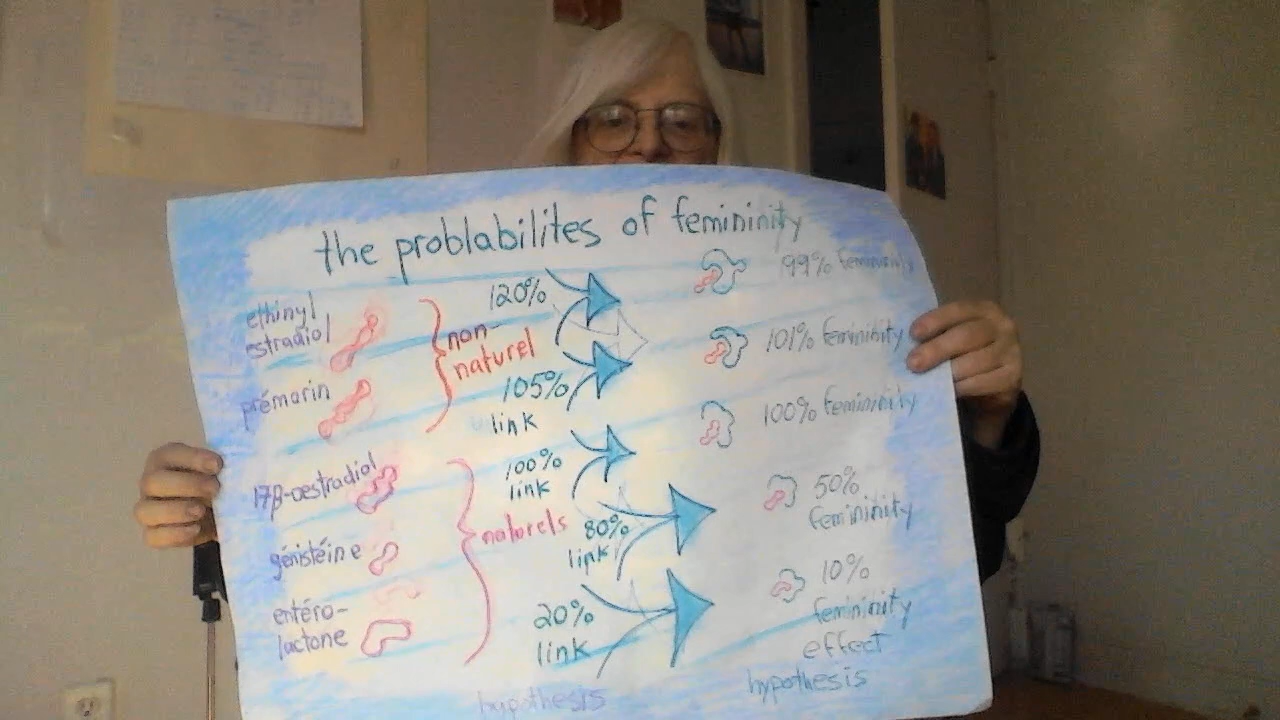 the problabilites of femininity
ethinyl
estradiol
prémarin
non-
naturel
17β-oestradiol
génistéine
entéro-
lactone
naturels
120%
105%
link
100%
link
80%
link
20%
link
hypothesis
99% femininity
101% femininity
100% femininity
50%
femininity
10%
femininity
effect
hypothesis